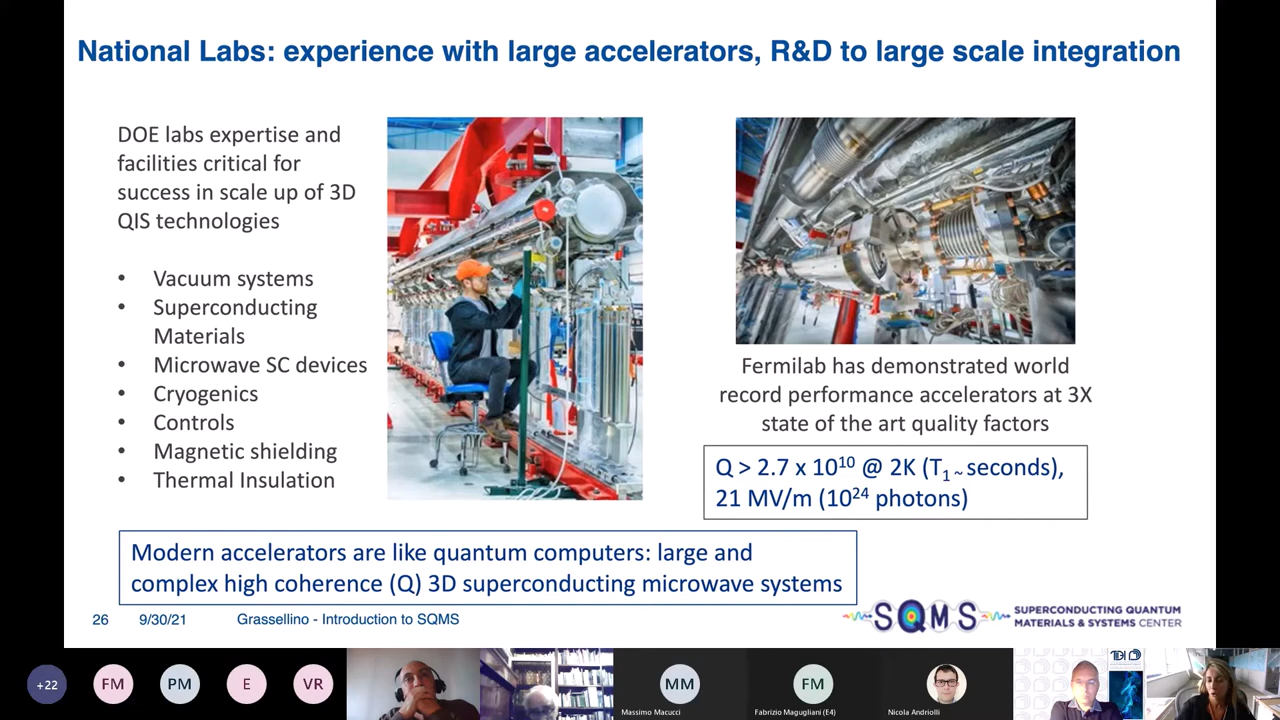 National Labs: experience with large accelerators, R&D to large scale integration
DOE labs expertise and
facilities critical for
success in scale up of 3D
QIS technologies
• Vacuum systems
• Superconducting
Materials
• Microwave SC devices
• Cryogenics
• Controls
• Magnetic shielding
• Thermal Insulation
Fermilab has demonstrated world
record performance accelerators at 3X
state of the art quality factors
Q > 2.7 x 10¹⁰ @ 2K (T₁ ~ seconds),
21 MV/m (10²⁴ photons)
Modern accelerators are like quantum computers: large and
complex high coherence (Q) 3D superconducting microwave systems
26 9/30/21 Grassellino - Introduction to SQMS
SQMS
SUPERCONDUCTING QUANTUM
MATERIALS & SYSTEMS CENTER
+22 FM PM E VR MM FM
Massimo Macucci Fabrizio Magugliani (E4) Nicola Andriolli